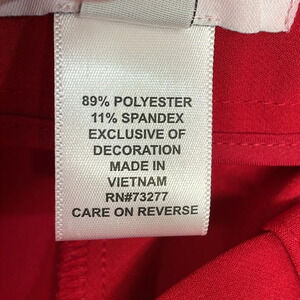 89% POLYESTER
11% SPANDEX
EXCLUSIVE OF
DECORATION
MADE IN
VIETNAM
RN#73277
CARE ON REVERSE